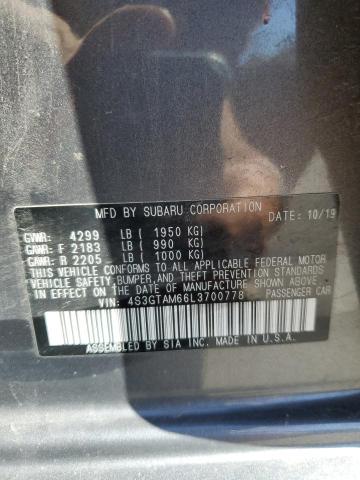 MFD BY SUBARU CORPORATION DATE: 10/19
GVWR: 4299 LB ( 1950 KG)
GAWR: F 2183 LB ( 990 KG)
GAWR: R 2205 LB ( 1000 KG)
THIS VEHICLE CONFORMS TO ALL APPLICABLE FEDERAL MOTOR
VEHICLE SAFETY,BUMPER,AND THEFT PREVENTION STANDARDS
IN EFFECT ON THE DATE OF MANUFACTURE SHOWN ABOVE.
VIN: 4S3GTAM66L3700778 PASSENGER CAR
ASSEMBLED BY SIA INC. MADE IN U.S.A.